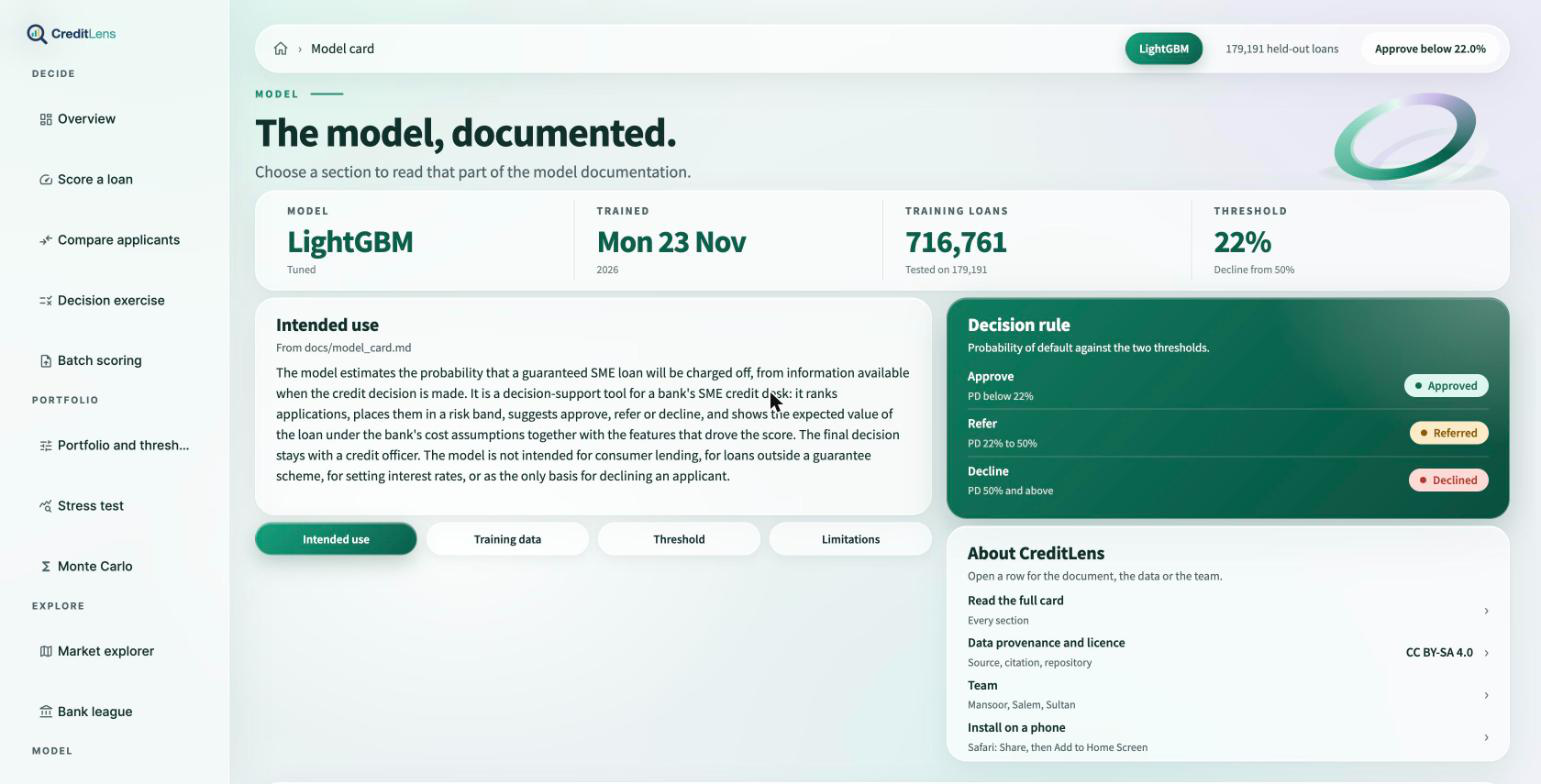 CreditLens
DECIDE
Overview
Score a loan
Compare applicants
Decision exercise
Batch scoring
PORTFOLIO
Portfolio and thresh...
Stress test
Monte Carlo
EXPLORE
Market explorer
Bank league
MODEL
› Model card
LightGBM
179,191 held-out loans
Approve below 22.0%
MODEL
The model, documented.
Choose a section to read that part of the model documentation.
MODEL
LightGBM
Tuned
TRAINED
Mon 23 Nov
2026
TRAINING LOANS
716,761
Tested on 179,191
THRESHOLD
22%
Decline from 50%
Intended use
From docs/model_card.md
The model estimates the probability that a guaranteed SME loan will be charged off, from information available
when the credit decision is made. It is a decision-support tool for a bank's SME credit desk: it ranks
applications, places them in a risk band, suggests approve, refer or decline, and shows the expected value of
the loan under the bank's cost assumptions together with the features that drove the score. The final decision
stays with a credit officer. The model is not intended for consumer lending, for loans outside a guarantee
scheme, for setting interest rates, or as the only basis for declining an applicant.
Intended use
Training data
Threshold
Limitations
Decision rule
Probability of default against the two thresholds.
Approve
PD below 22%
Approved
Refer
PD 22% to 50%
Referred
Decline
PD 50% and above
Declined
About CreditLens
Open a row for the document, the data or the team.
Read the full card
Every section
›
Data provenance and licence
Source, citation, repository
CC BY-SA 4.0 ›
Team
Mansoor, Salem, Sultan
›
Install on a phone
Safari: Share, then Add to Home Screen
›